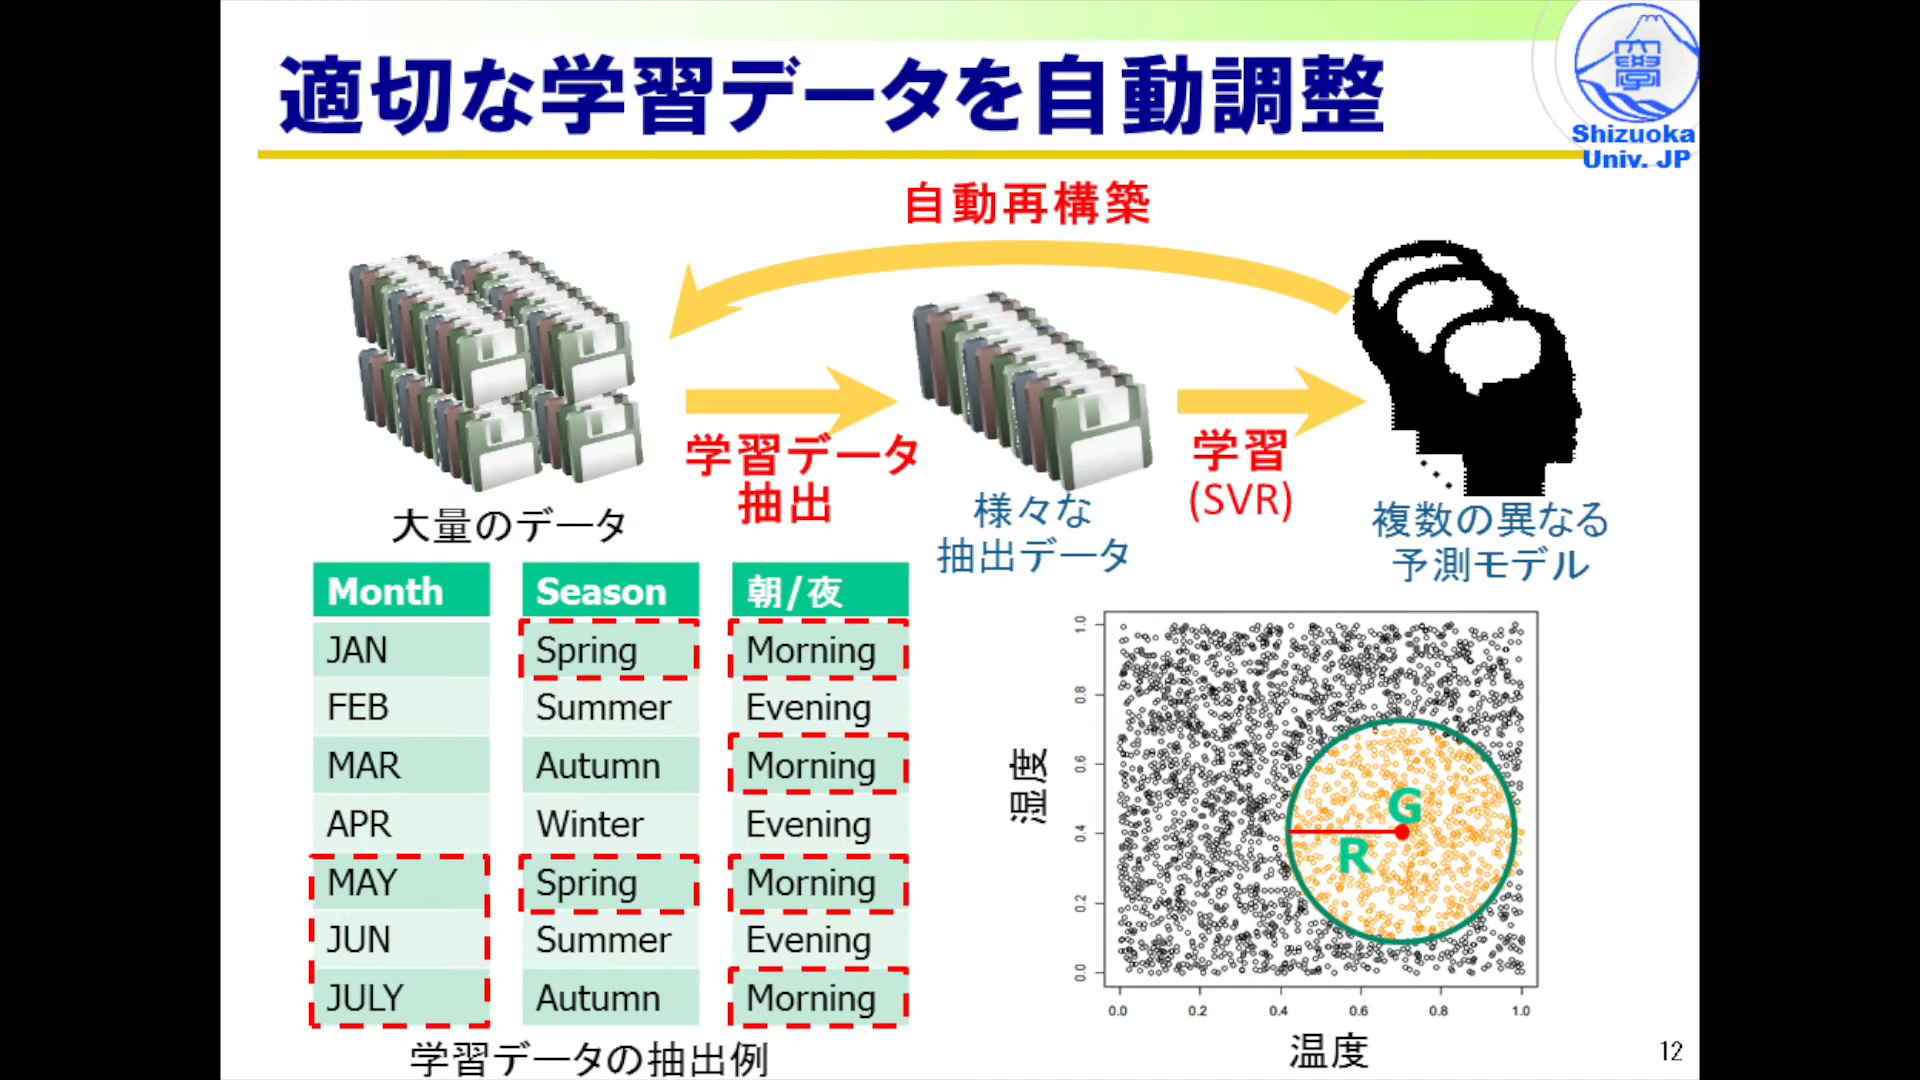 適切な学習データを自動調整
Shizuoka
Univ. JP
自動再構築
学習データ
抽出
学習
(SVR)
大量のデータ
様々な
抽出データ
複数の異なる
予測モデル
Month Season 朝/夜
JAN Spring Morning
FEB Summer Evening
MAR Autumn Morning
APR Winter Evening
MAY Spring Morning
JUN Summer Evening
JULY Autumn Morning
学習データの抽出例
1.0
0.8
0.6
0.4
0.2
0.0
湿度
G
R
0.0 0.2 0.4 0.6 0.8 1.0
温度
12